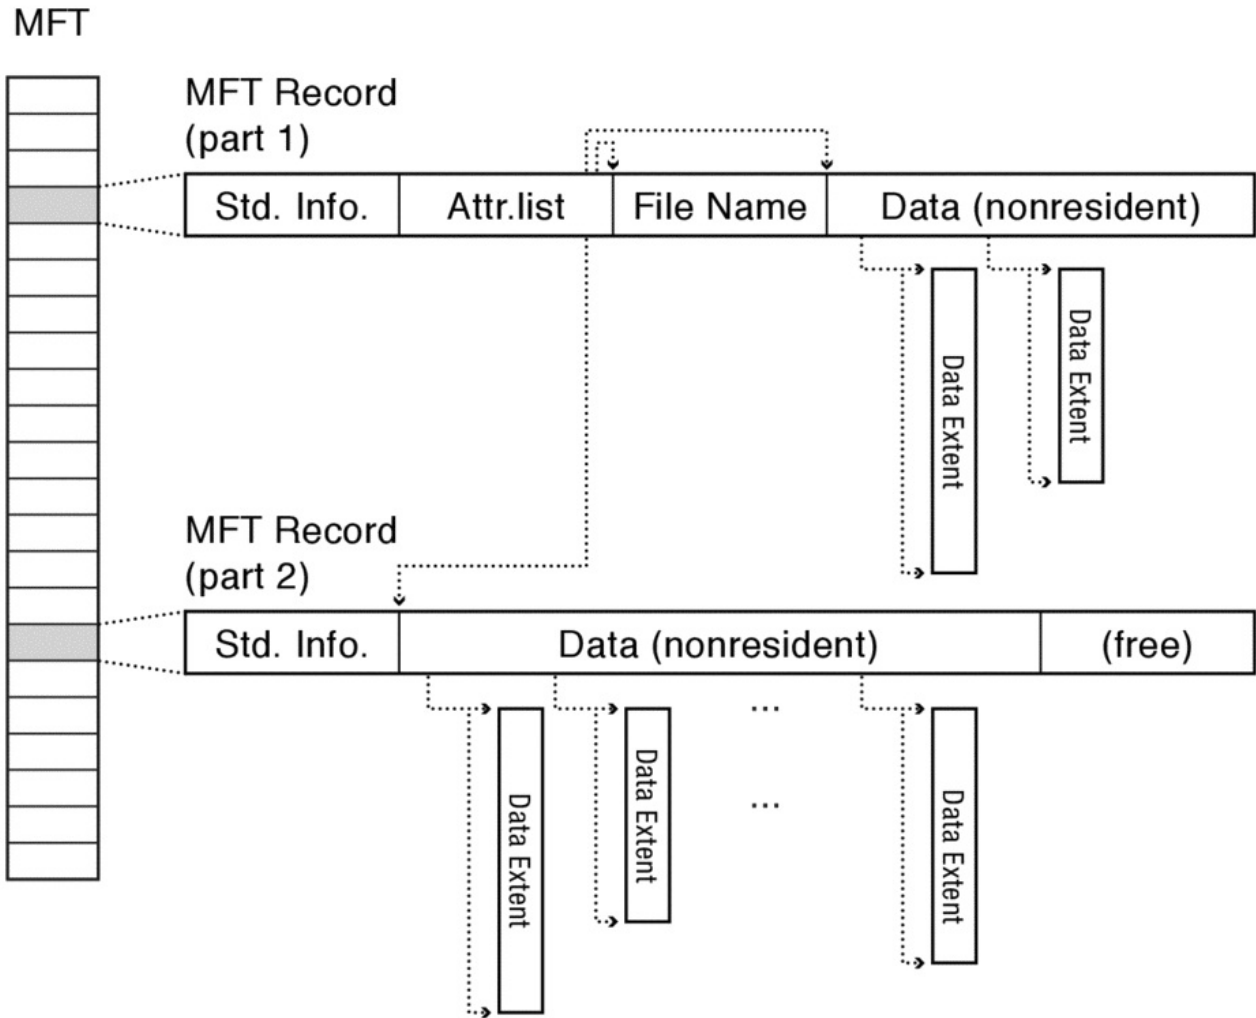 MFT
MFT Record
(part 1)
Std. Info.
Attr.list
File Name
Data (nonresident)
Data Extent
Data Extent
MFT Record
(part 2)
Std. Info.
Data (nonresident)
(free)
Data Extent
Data Extent
...
...
Data Extent